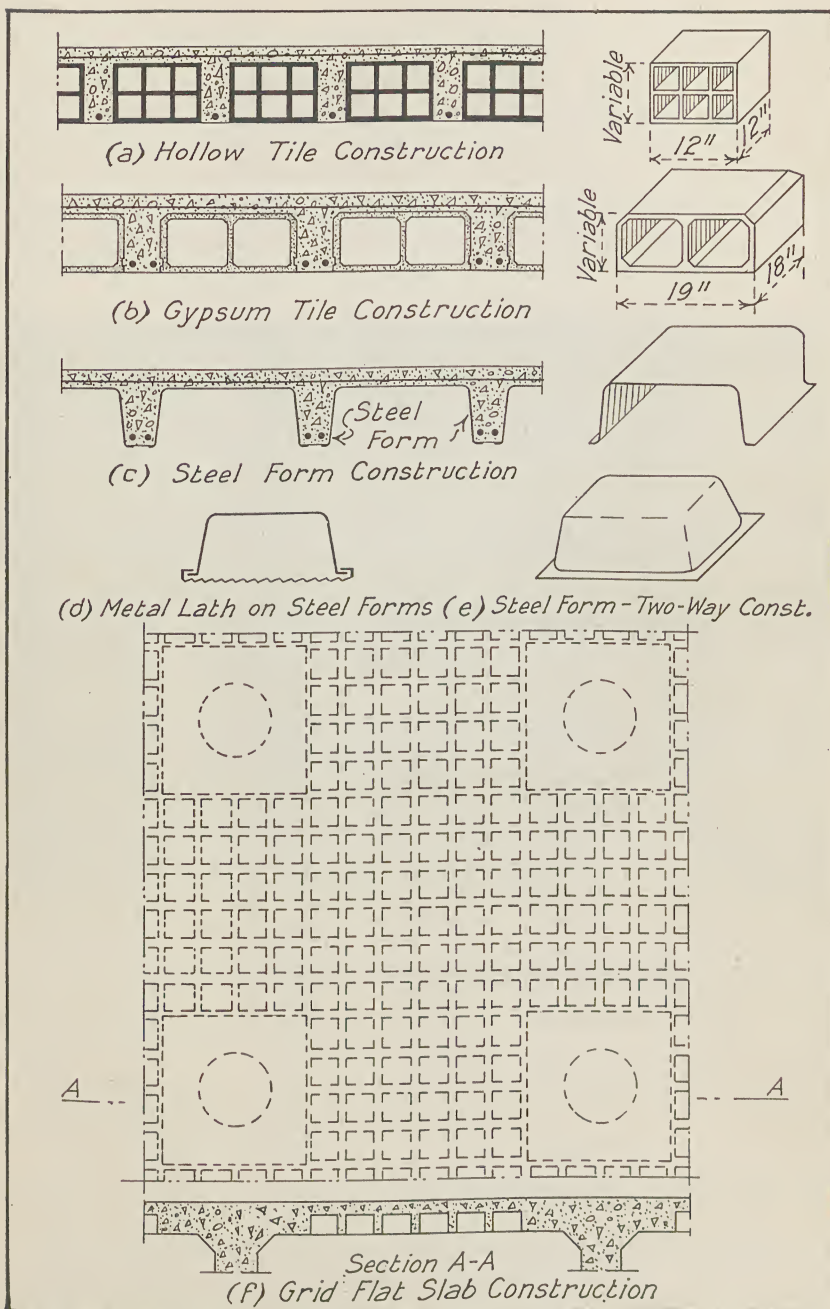 Variable
12"
12"
(a) Hollow Tile Construction
Variable
19"
18"
(b) Gypsum Tile Construction
Steel
Form
(c) Steel Form Construction
(d) Metal Lath on Steel Forms (e) Steel Form - Two-Way Const.
A
A
Section A-A
(f) Grid Flat Slab Construction